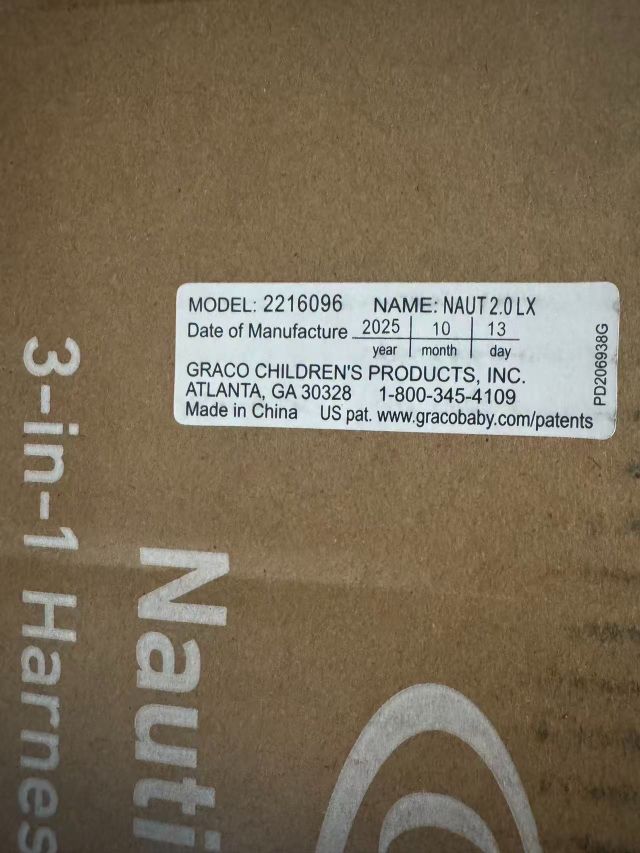 MODEL: 2216096 NAME: NAUT 2.0 LX
Date of Manufacture 2025 10 13
year month day
GRACO CHILDREN'S PRODUCTS, INC.
ATLANTA, GA 30328 1-800-345-4109
Made in China US pat. www.gracobaby.com/patents
PD206938G
Nauti
3-in-1 Harnes